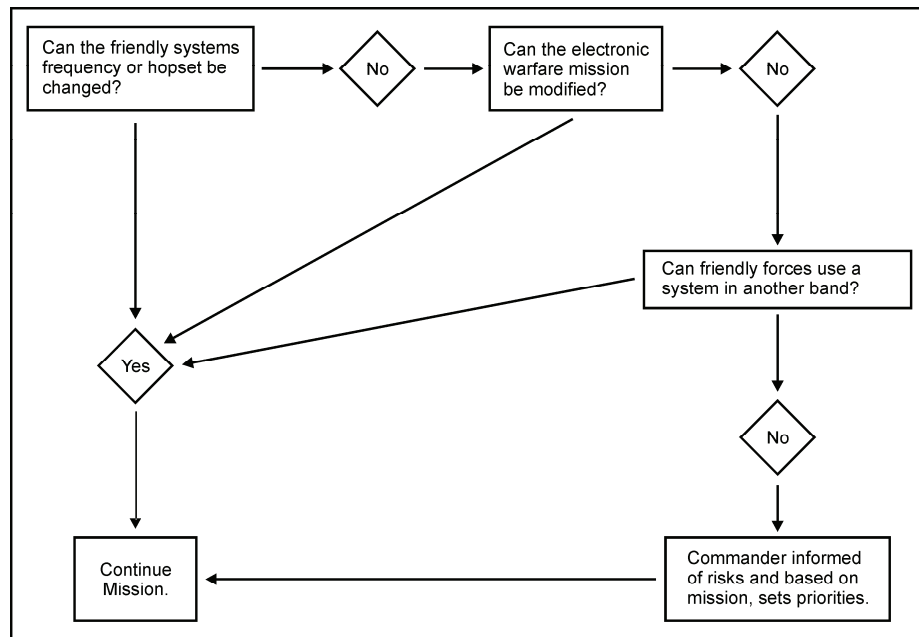 Can the friendly systems
frequency or hopset be
changed?
No
Can the electronic
warfare mission
be modified?
No
Can friendly forces use a
system in another band?
Yes
No
Continue
Mission.
Commander informed
of risks and based on
mission, sets priorities.